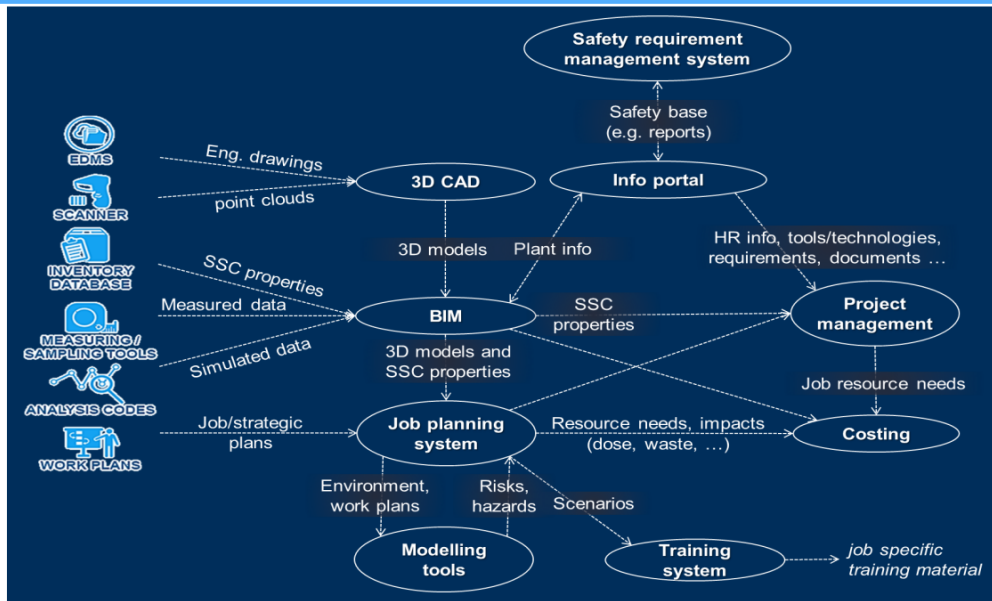 Safety requirement
management system
Safety base
(e.g. reports)
EDMS
Eng. drawings
3D CAD
Info portal
SCANNER
point clouds
3D models
Plant info
HR info, tools/technologies,
requirements, documents ...
INVENTORY
DATABASE
SSC properties
Measured data
BIM
SSC
properties
Project
management
MEASURING /
SAMPLING TOOLS
Simulated data
3D models and
SSC properties
Job resource needs
ANALYSIS CODES
Job/strategic
plans
Job planning
system
Resource needs, impacts
(dose, waste, ...)
Costing
WORK PLANS
Environment,
work plans
Risks,
hazards
Scenarios
Modelling
tools
Training
system
job specific
training material